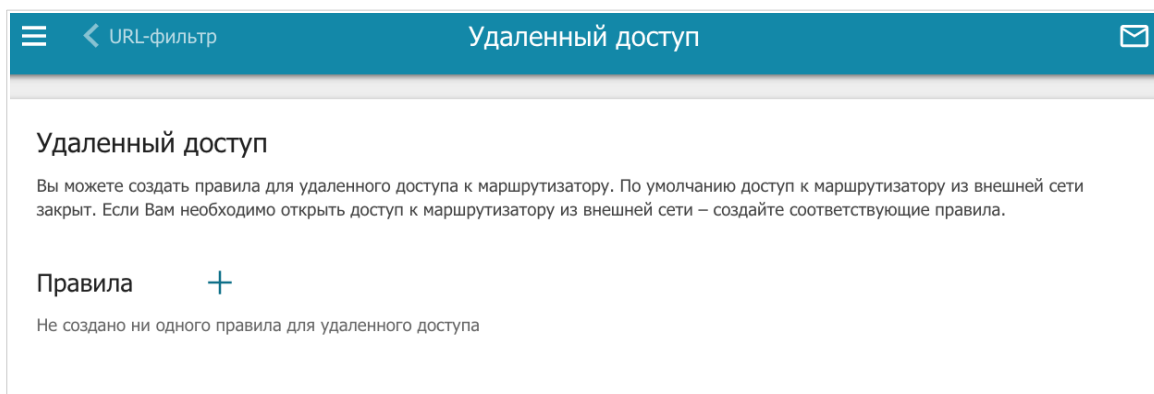 URL-фильтр
Удаленный доступ
Удаленный доступ
Вы можете создать правила для удаленного доступа к маршрутизатору. По умолчанию доступ к маршрутизатору из внешней сети
закрыт. Если Вам необходимо открыть доступ к маршрутизатору из внешней сети – создайте соответствующие правила.
Правила
Не создано ни одного правила для удаленного доступа